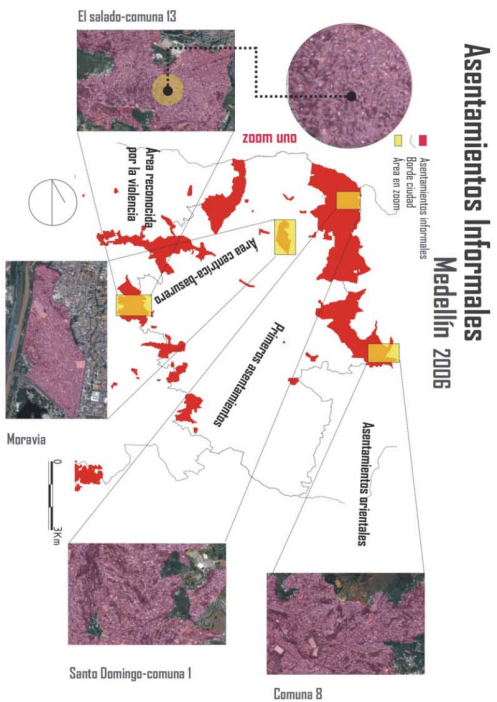 Asentamientos Informales
Medellín 2006
Asentamientos informales
Borde ciudad
Área en zoom
El salado-comuna 13
zoom uno
Área reconocida
por la violencia
Área centrica-basurero
Primeros asentamientos
Asentamientos orientales
Moravia
0
3Km
Santo Domingo-comuna 1
Comuna 8